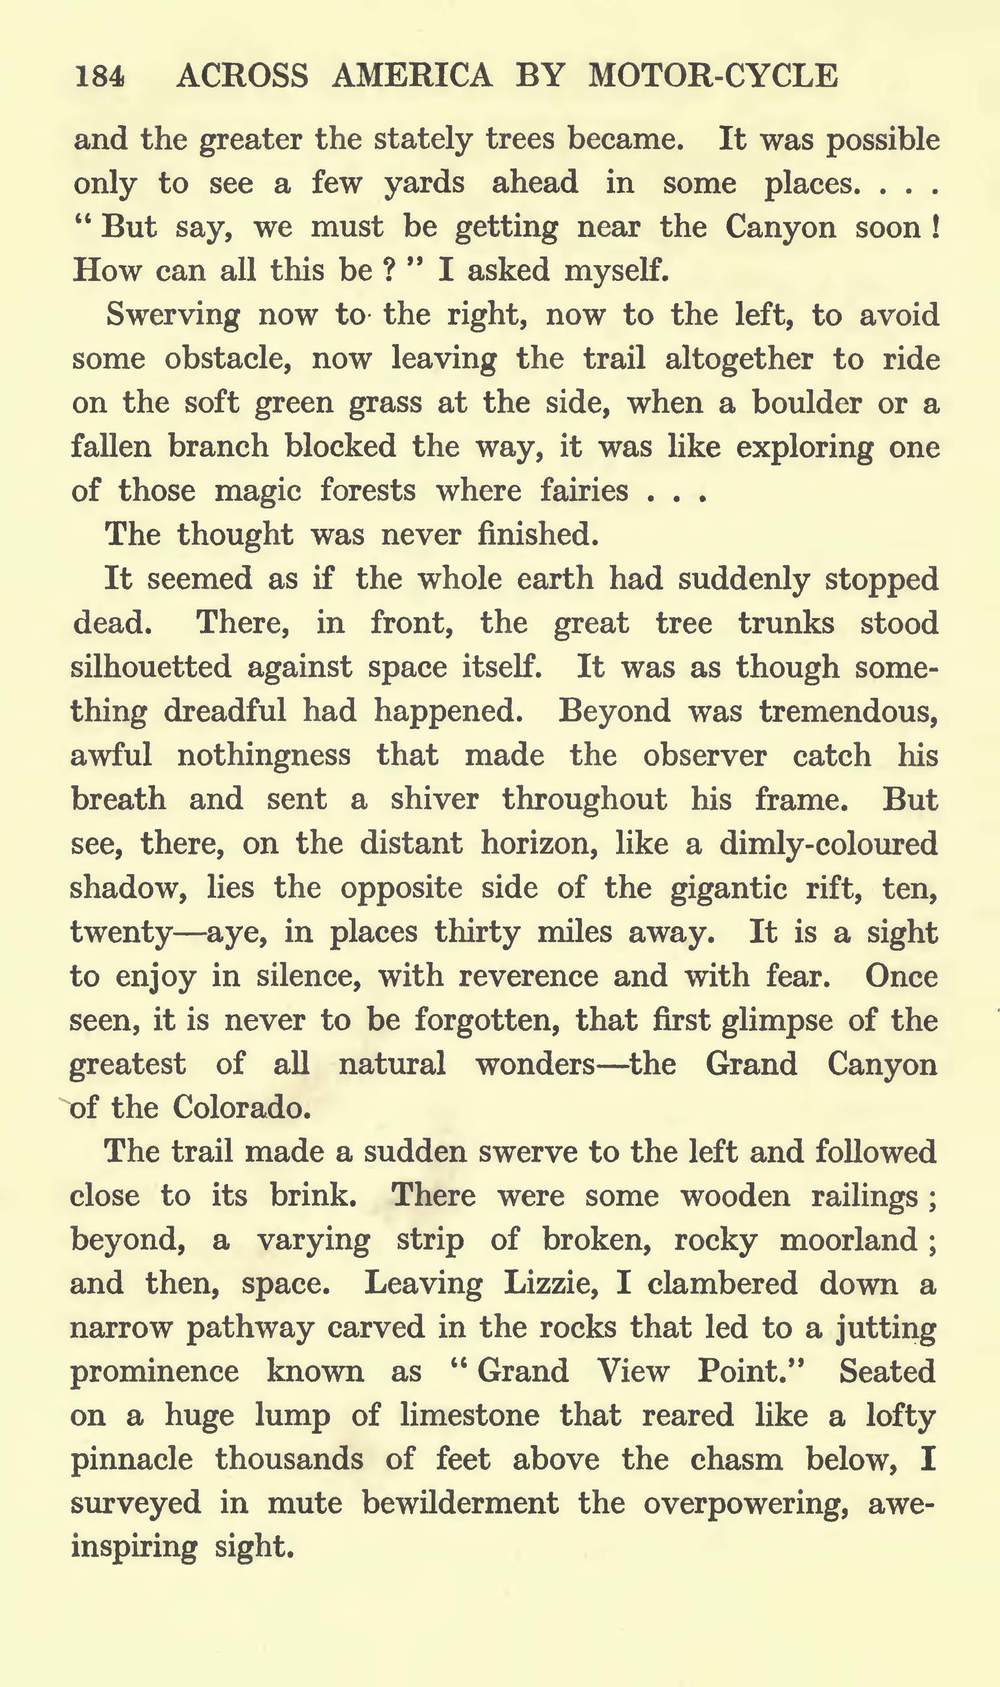 184 ACROSS AMERICA BY MOTOR-CYCLE
and the greater the stately trees became. It was possible
only to see a few yards ahead in some places. . . .
“ But say, we must be getting near the Canyon soon !
How can all this be ? ” I asked myself.
Swerving now to the right, now to the left, to avoid
some obstacle, now leaving the trail altogether to ride
on the soft green grass at the side, when a boulder or a
fallen branch blocked the way, it was like exploring one
of those magic forests where fairies . . .
The thought was never finished.
It seemed as if the whole earth had suddenly stopped
dead. There, in front, the great tree trunks stood
silhouetted against space itself. It was as though some-
thing dreadful had happened. Beyond was tremendous,
awful nothingness that made the observer catch his
breath and sent a shiver throughout his frame. But
see, there, on the distant horizon, like a dimly-coloured
shadow, lies the opposite side of the gigantic rift, ten,
twenty—aye, in places thirty miles away. It is a sight
to enjoy in silence, with reverence and with fear. Once
seen, it is never to be forgotten, that first glimpse of the
greatest of all natural wonders—the Grand Canyon
of the Colorado.
The trail made a sudden swerve to the left and followed
close to its brink. There were some wooden railings ;
beyond, a varying strip of broken, rocky moorland ;
and then, space. Leaving Lizzie, I clambered down a
narrow pathway carved in the rocks that led to a jutting
prominence known as “ Grand View Point.” Seated
on a huge lump of limestone that reared like a lofty
pinnacle thousands of feet above the chasm below, I
surveyed in mute bewilderment the overpowering, awe-
inspiring sight.